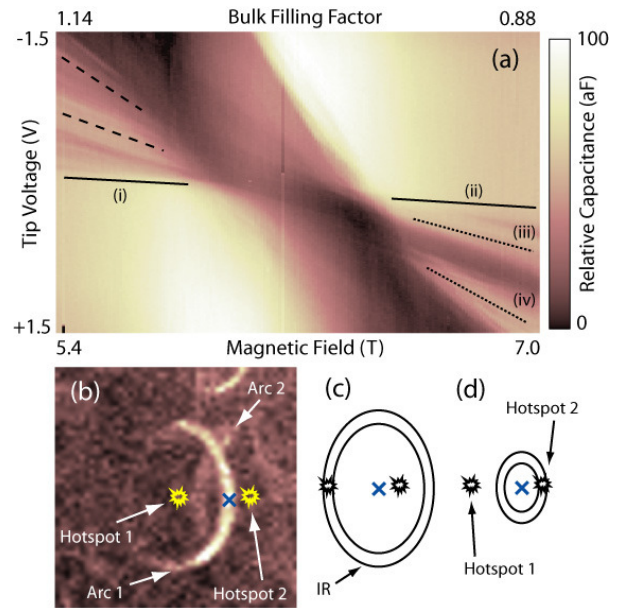 1.14 Bulk Filling Factor 0.88
-1.5
(a)
100
Tip Voltage (V)
Relative Capacitance (aF)
(i)
(ii)
(iii)
(iv)
+1.5
0
5.4 Magnetic Field (T) 7.0
(b)
Arc 2
(c)
(d)
Hotspot 2
Hotspot 1
Hotspot 1
Arc 1
Hotspot 2
IR